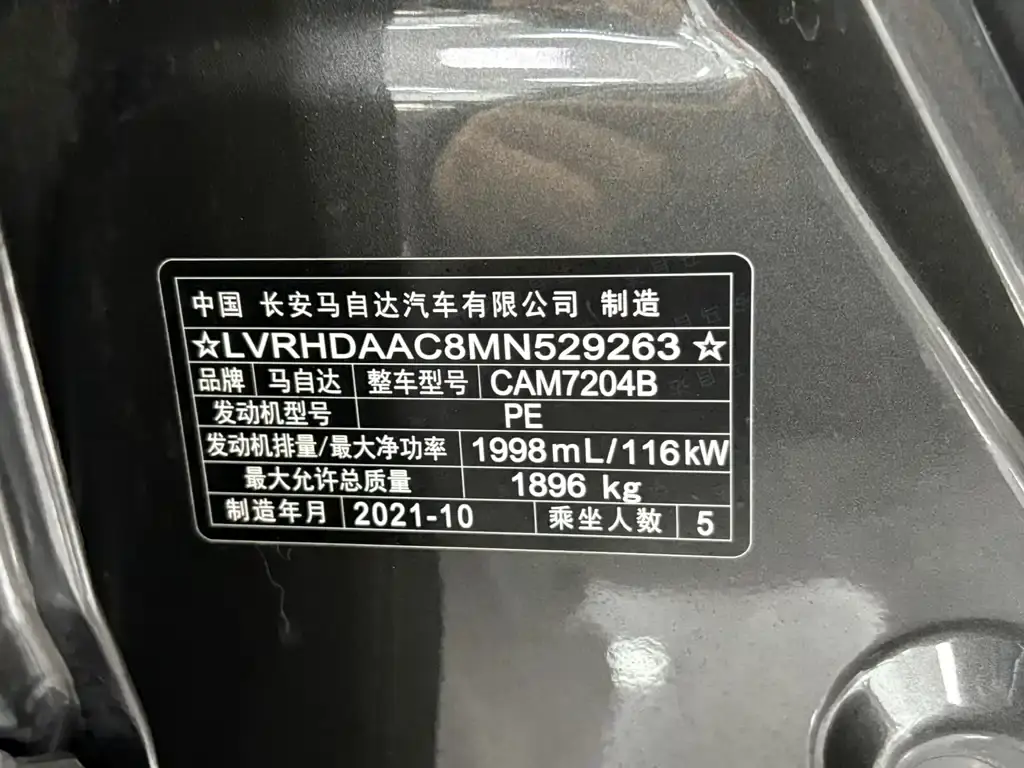 中国 长安马自达汽车有限公司 制造
☆LVRHDAAC8MN529263☆
品牌 马自达 整车型号 CAM7204B
发动机型号 PE
发动机排量/最大净功率 1998mL/116kW
最大允许总质量 1896 kg
制造年月 2021-10 乘坐人数 5